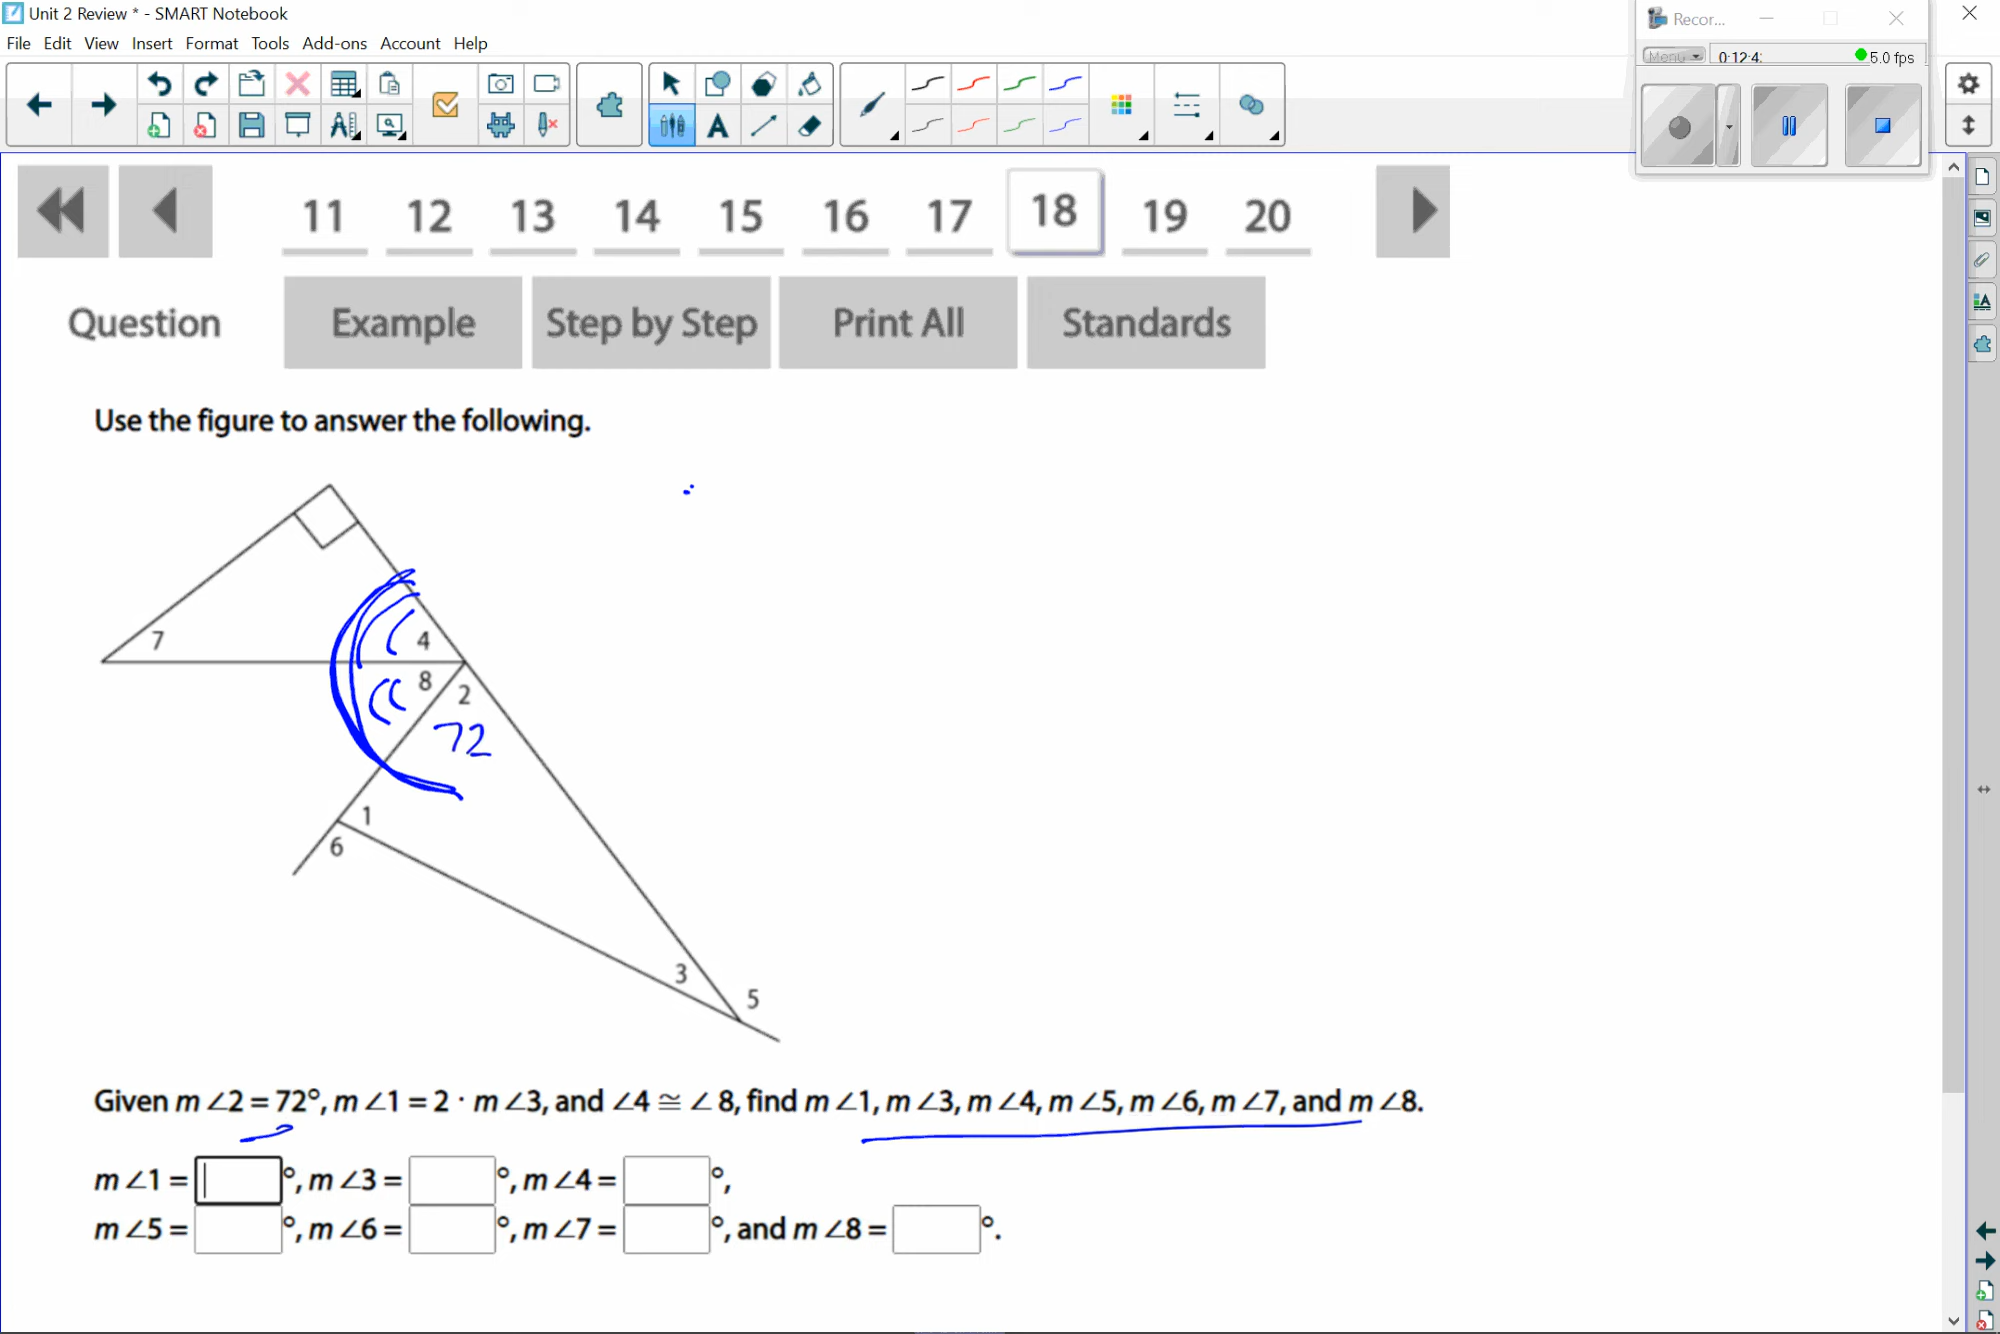 Unit 2 Review * - SMART Notebook
Recor...
File Edit View Insert Format Tools Add-ons Account Help
Menu 0:12:4: 5.0 fps
11 12 13 14 15 16 17 18 19 20
Question Example Step by Step Print All Standards
Use the figure to answer the following.
7
4
8
2
72
1
6
3
5
Given m ∠2 = 72°, m ∠1 = 2 · m ∠3, and ∠4 ≅ ∠ 8, find m ∠1, m ∠3, m ∠4, m ∠5, m ∠6, m ∠7, and m ∠8.
m ∠1 = °, m ∠3 = °, m ∠4 = °,
m ∠5 = °, m ∠6 = °, m ∠7 = °, and m ∠8 = °.